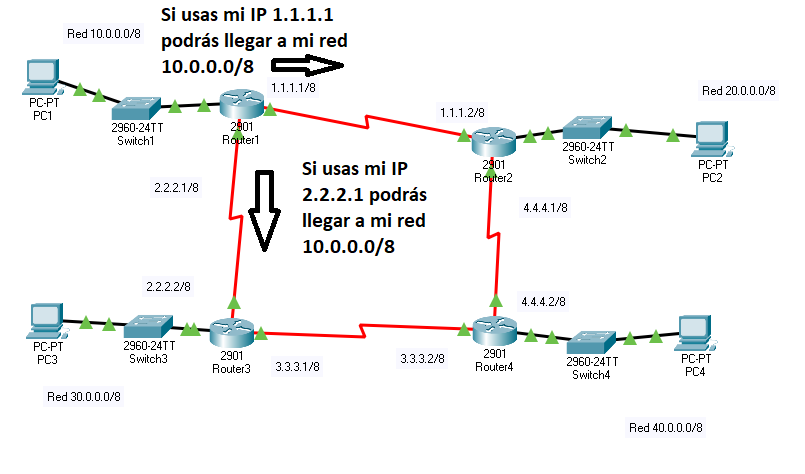 Si usas mi IP 1.1.1.1
podrás llegar a mi red
10.0.0.0/8
Red 10.0.0.0/8
1.1.1.1/8
PC-PT
PC1
2960-24TT
Switch1
2901
Router1
1.1.1.2/8
Red 20.0.0.0/8
2901
Router2
2960-24TT
Switch2
PC-PT
PC2
Si usas mi IP
2.2.2.1 podrás
llegar a mi red
10.0.0.0/8
2.2.2.1/8
4.4.4.1/8
2.2.2.2/8
4.4.4.2/8
PC-PT
PC3
2960-24TT
Switch3
2901
Router3
3.3.3.1/8
3.3.3.2/8
2901
Router4
2960-24TT
Switch4
PC-PT
PC4
Red 30.0.0.0/8
Red 40.0.0.0/8